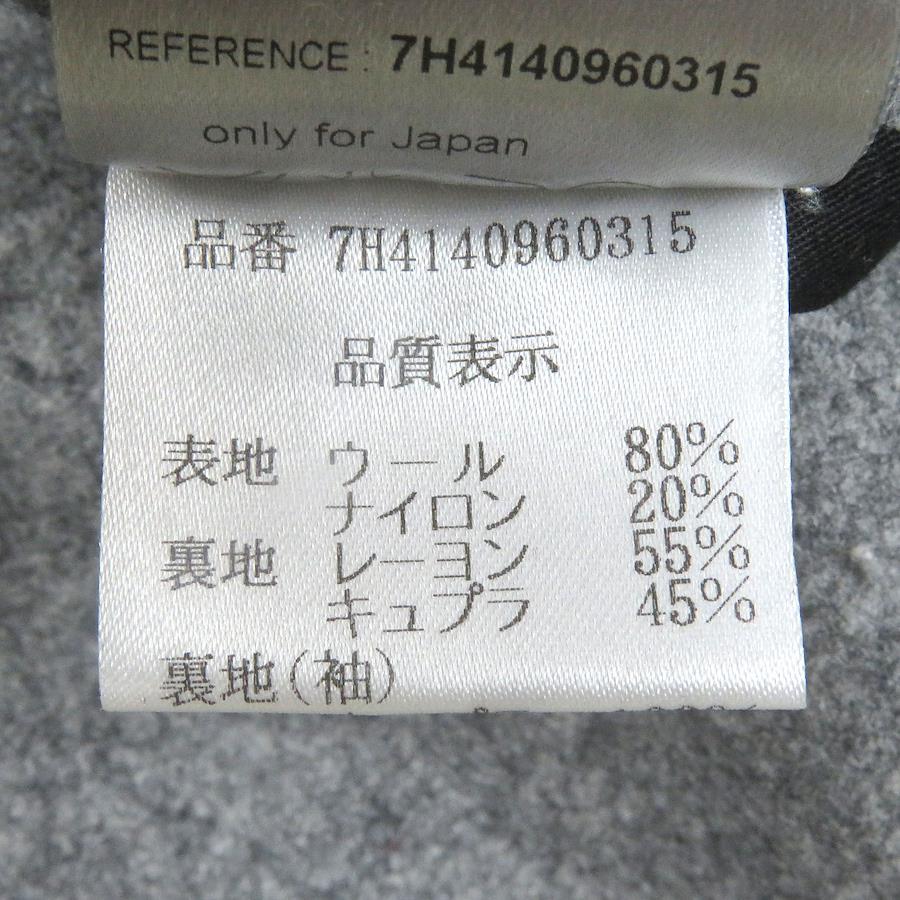 REFERENCE : 7H4140960315
only for Japan
品番 7H4140960315
品質表示
表地 ウール 80%
ナイロン 20%
裏地 レーヨン 55%
キュプラ 45%
裏地(袖)